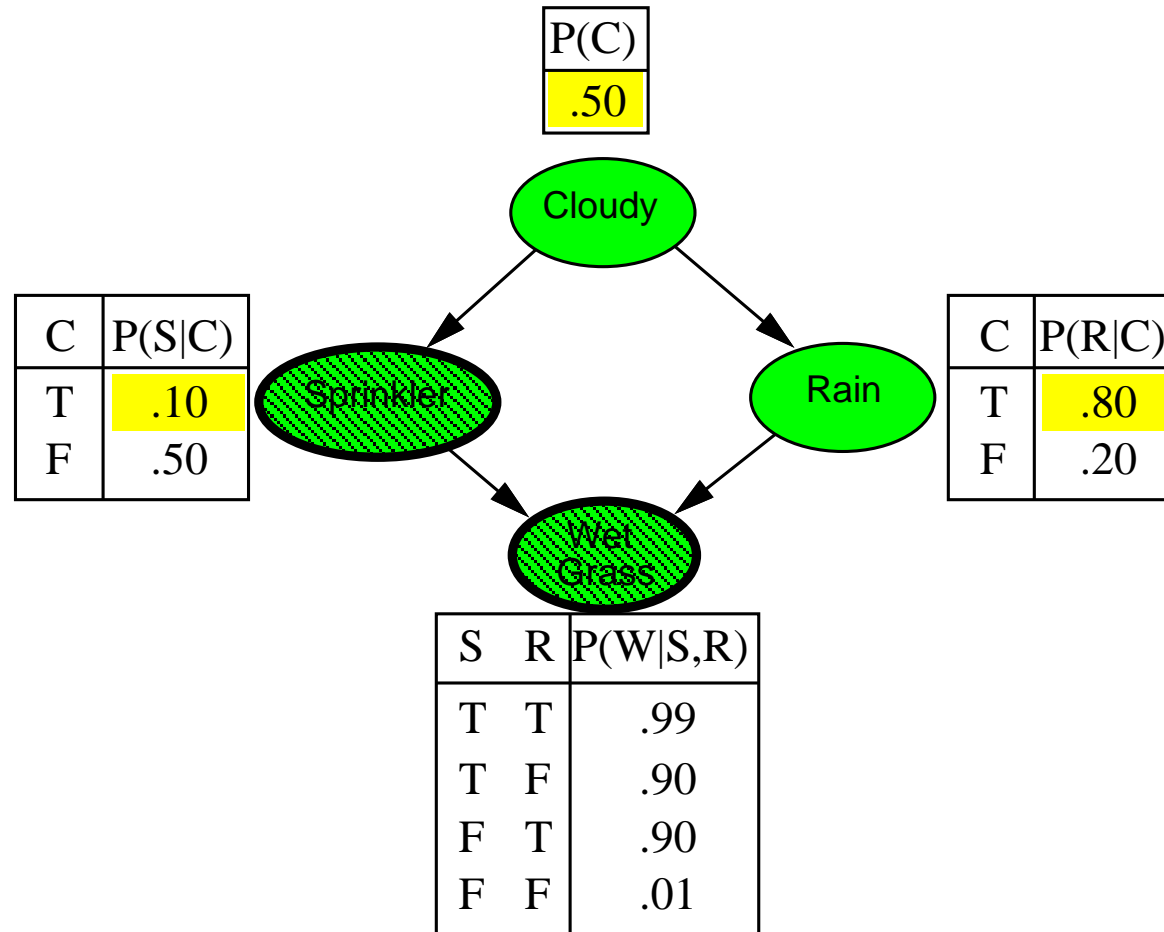 P(C)
.50
Cloudy
C P(S|C)
T .10
F .50
Sprinkler
Rain
C P(R|C)
T .80
F .20
Wet
Grass
S R P(W|S,R)
T T .99
T F .90
F T .90
F F .01